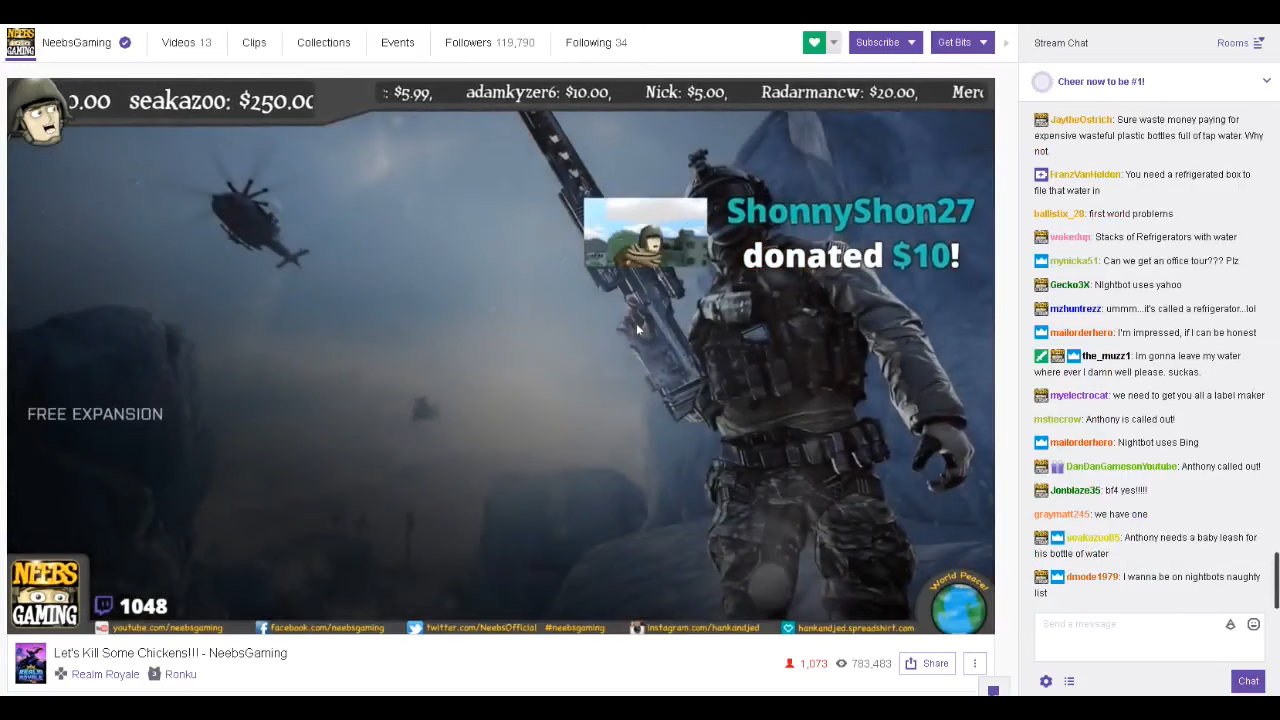 NEEBS GAMING
NeebsGaming
Videos 13
Clips
Collections
Events
Followers 119,790
Following 34
Subscribe
Get Bits
Stream Chat
Rooms
Cheer now to be #1!
0.00 seakazoo: $250.00
: $5.99, adamkyzer6: $10.00, Nick: $5.00, Radarmancw: $20.00, Merc
ShonnyShon27
donated $10!
FREE EXPANSION
NEEBS
GAMING
1048
World Peace!
youtube.com/neebsgaming
facebook.com/neebsgaming
twitter.com/NeebsOfficial #neebsgaming
instagram.com/hankandjed
hankandjed.spreadshirt.com
Let's Kill Some Chickens!!! - NeebsGaming
Realm Royale
Ronku
1,073
783,483
Share
JaytheOstrich: Sure waste money paying for
expensive wasteful plastic bottles full of tap water. Why
not.
FranzVanHelden: You need a refrigerated box to
file that water in
ballistix_28: first world problems
wokedup: Stacks of Refrigerators with water
mynicka51: Can we get an office tour??? Plz
Gecko3X: Nightbot uses yahoo
mzhuntrezz: ummm...it's called a refrigerator...lol
mailorderhero: I'm impressed, if I can be honest
the_muzz1: Im gonna leave my water
where ever I damn well please. suckas.
myelectrocat: we need to get you all a label maker
mstiecrow: Anthony is called out!
mailorderhero: Nightbot uses Bing
DanDanGamesonYoutube: Anthony called out!
Jonblaze35: bf4 yes!!!!!
graymatt245: we have one
Anthony needs a baby leash for
his bottle of water
dmode1979: I wanna be on nightbots naughty
list
Send a message
Chat